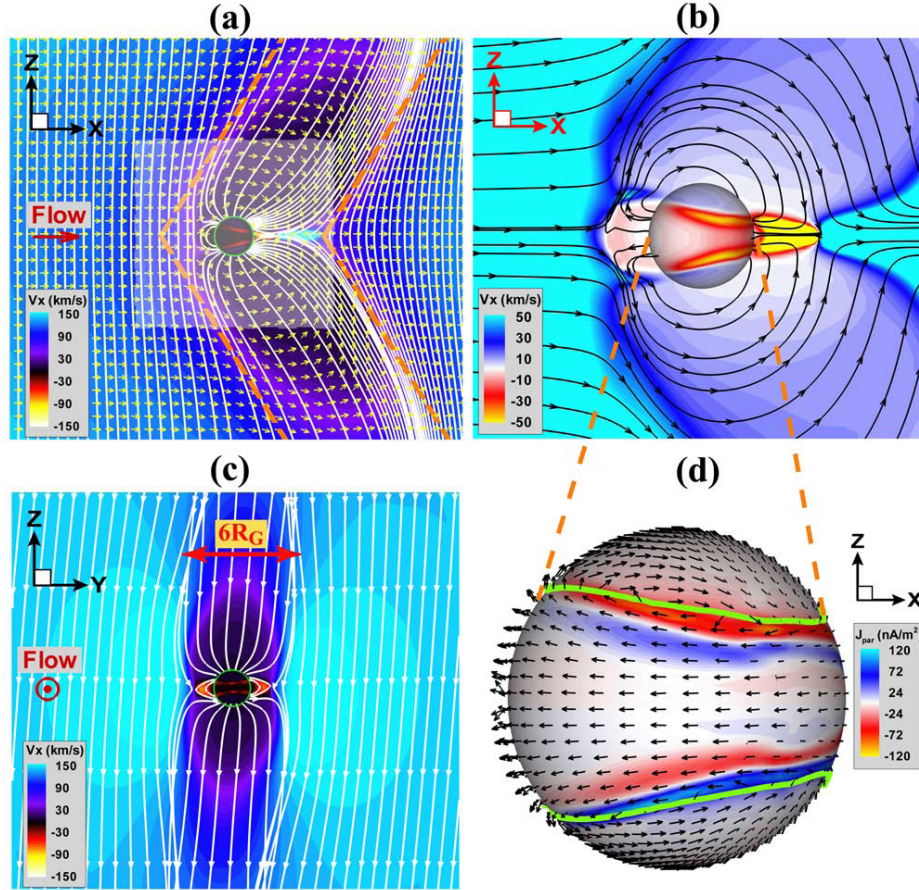 (a)
Z
X
Flow
Vx (km/s)
150
90
30
-30
-90
-150
(b)
Z
X
Vx (km/s)
50
30
10
-10
-30
-50
(c)
Z
Y
6RG
Flow
Vx (km/s)
150
90
30
-30
-90
-150
(d)
Z
X
Jpar (nA/m²)
120
72
24
-24
-72
-120